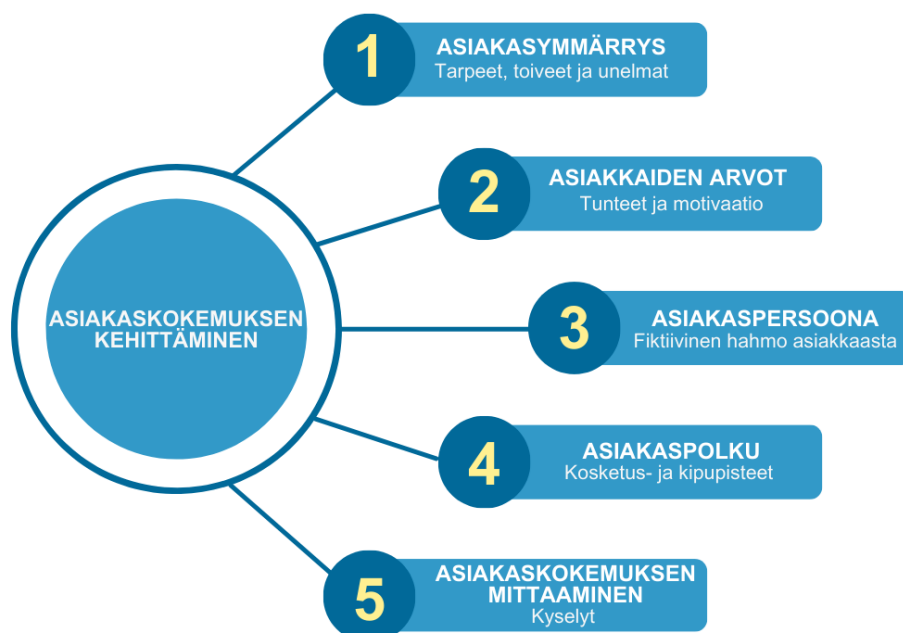 1
ASIAKASYMMÄRRYS
Tarpeet, toiveet ja unelmat
2
ASIAKKAIDEN ARVOT
Tunteet ja motivaatio
ASIAKASKOKEMUKSEN
KEHITTÄMINEN
3
ASIAKASPERSOONA
Fiktiivinen hahmo asiakkaasta
4
ASIAKASPOLKU
Kosketus- ja kipupisteet
5
ASIAKASKOKEMUKSEN
MITTAAMINEN
Kyselyt